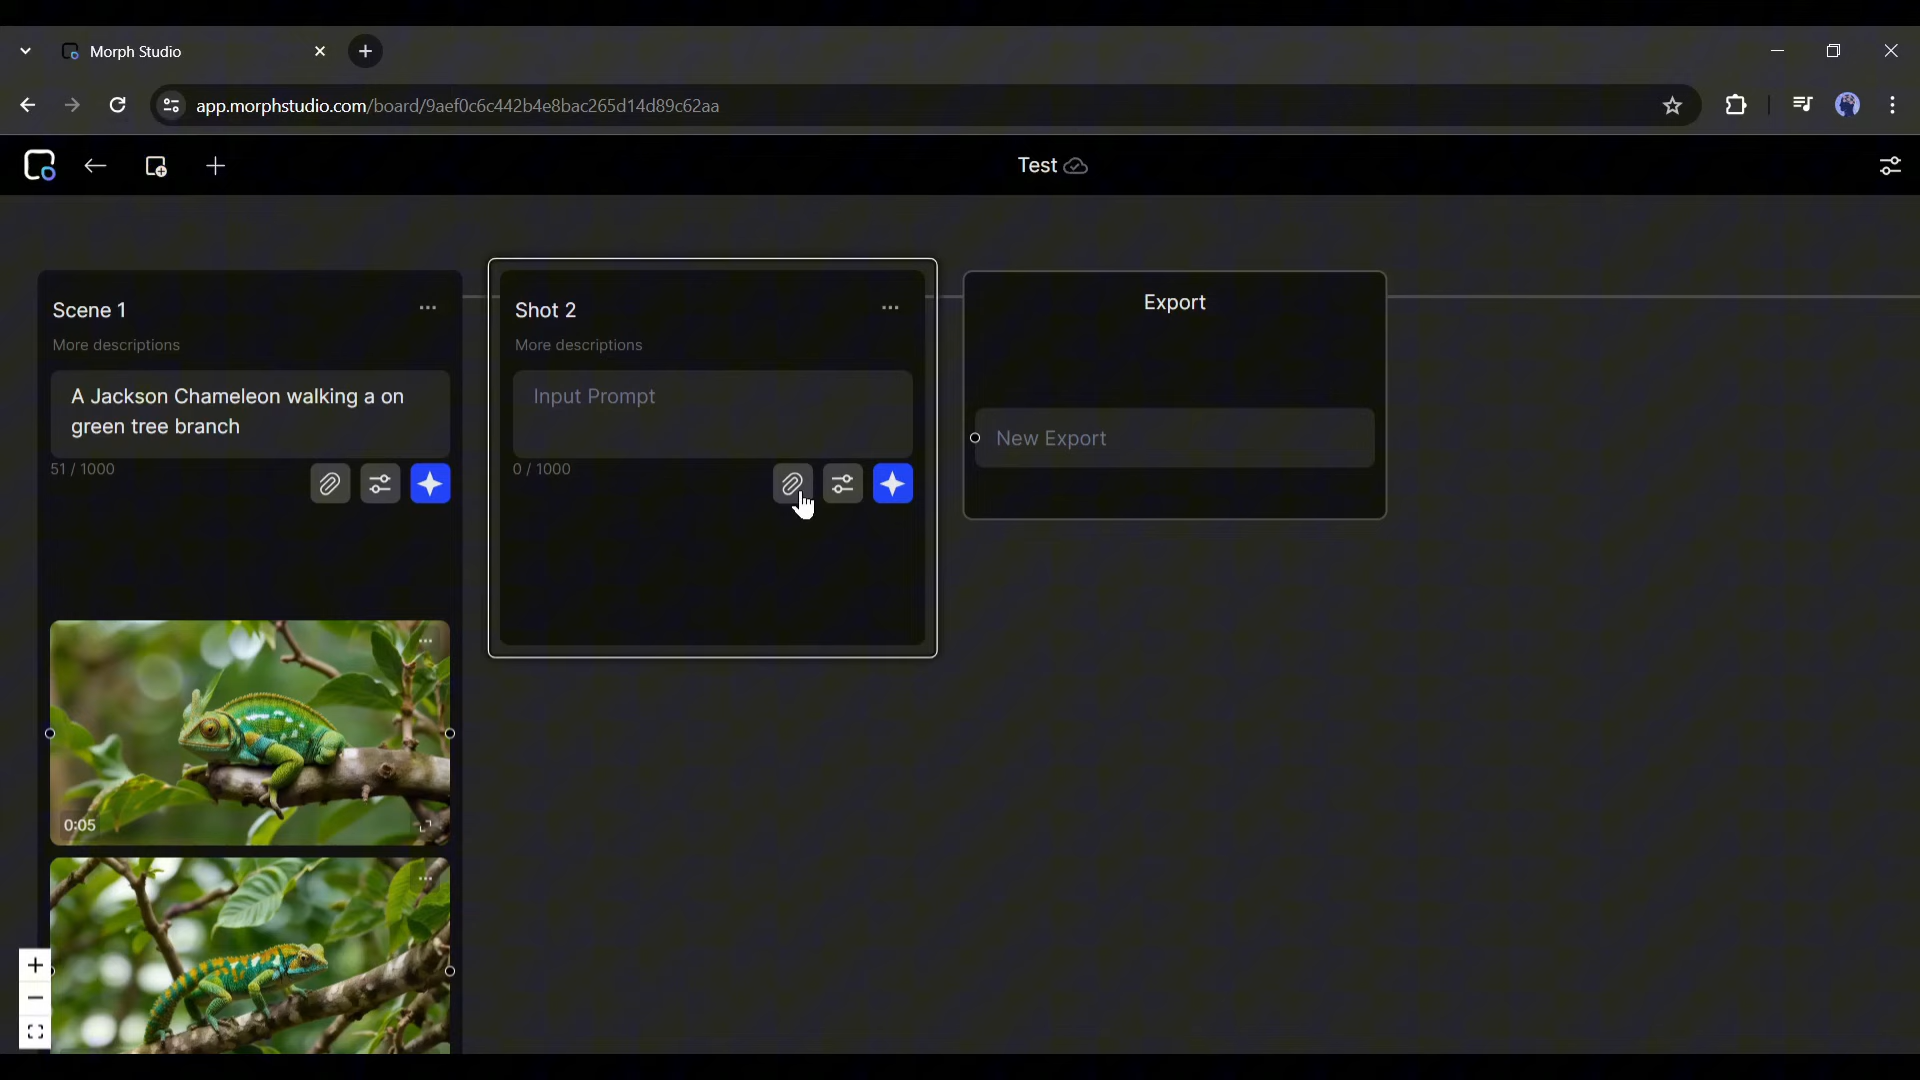 Morph Studio
app.morphstudio.com/board/9aef0c6c442b4e8bac265d14d89c62aa
Test
Scene 1
More descriptions
A Jackson Chameleon walking a on
green tree branch
51 / 1000
0:05
Shot 2
More descriptions
Input Prompt
0 / 1000
Export
New Export